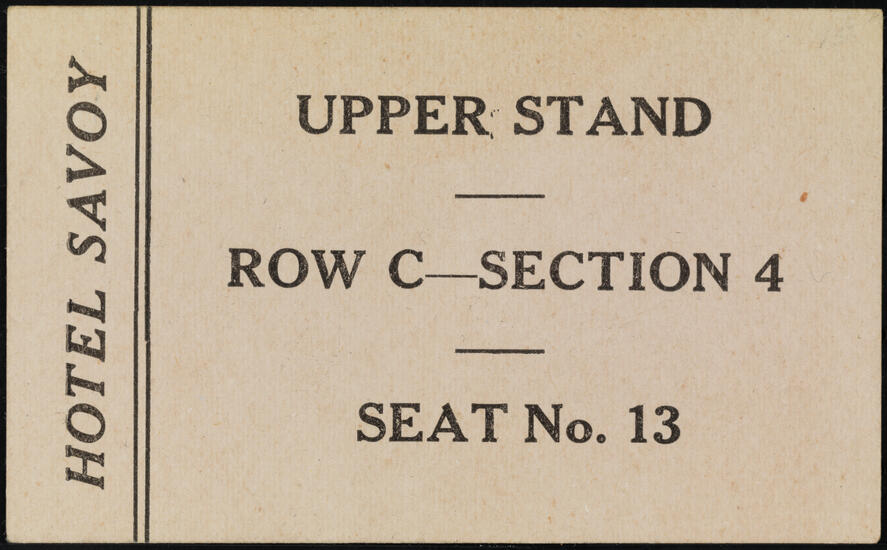 HOTEL SAVOY
UPPER STAND
ROW C—SECTION 4
SEAT No. 13